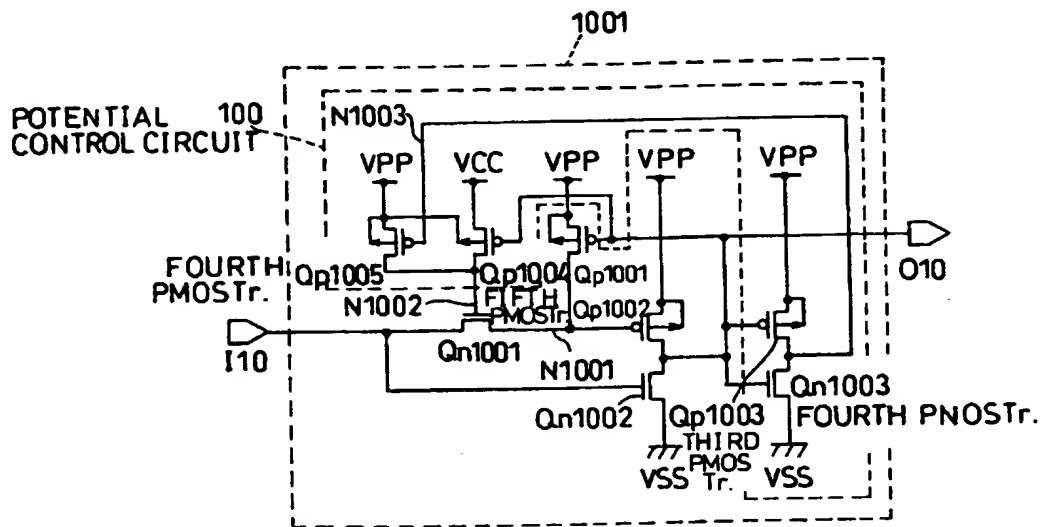 1001
POTENTIAL 100
CONTROL CIRCUIT
N1003
VPP VCC VPP VPP VPP
FOURTH
PMOSTr.
Qp1005
Qp1004
Qp1001
O10
N1002
FIFTH
PMOSTr.
Qp1002
I10
Qn1001
N1001
Qn1002
Qp1003
THIRD
PMOS
Tr.
Qn1003
FOURTH PNOSTr.
VSS
VSS